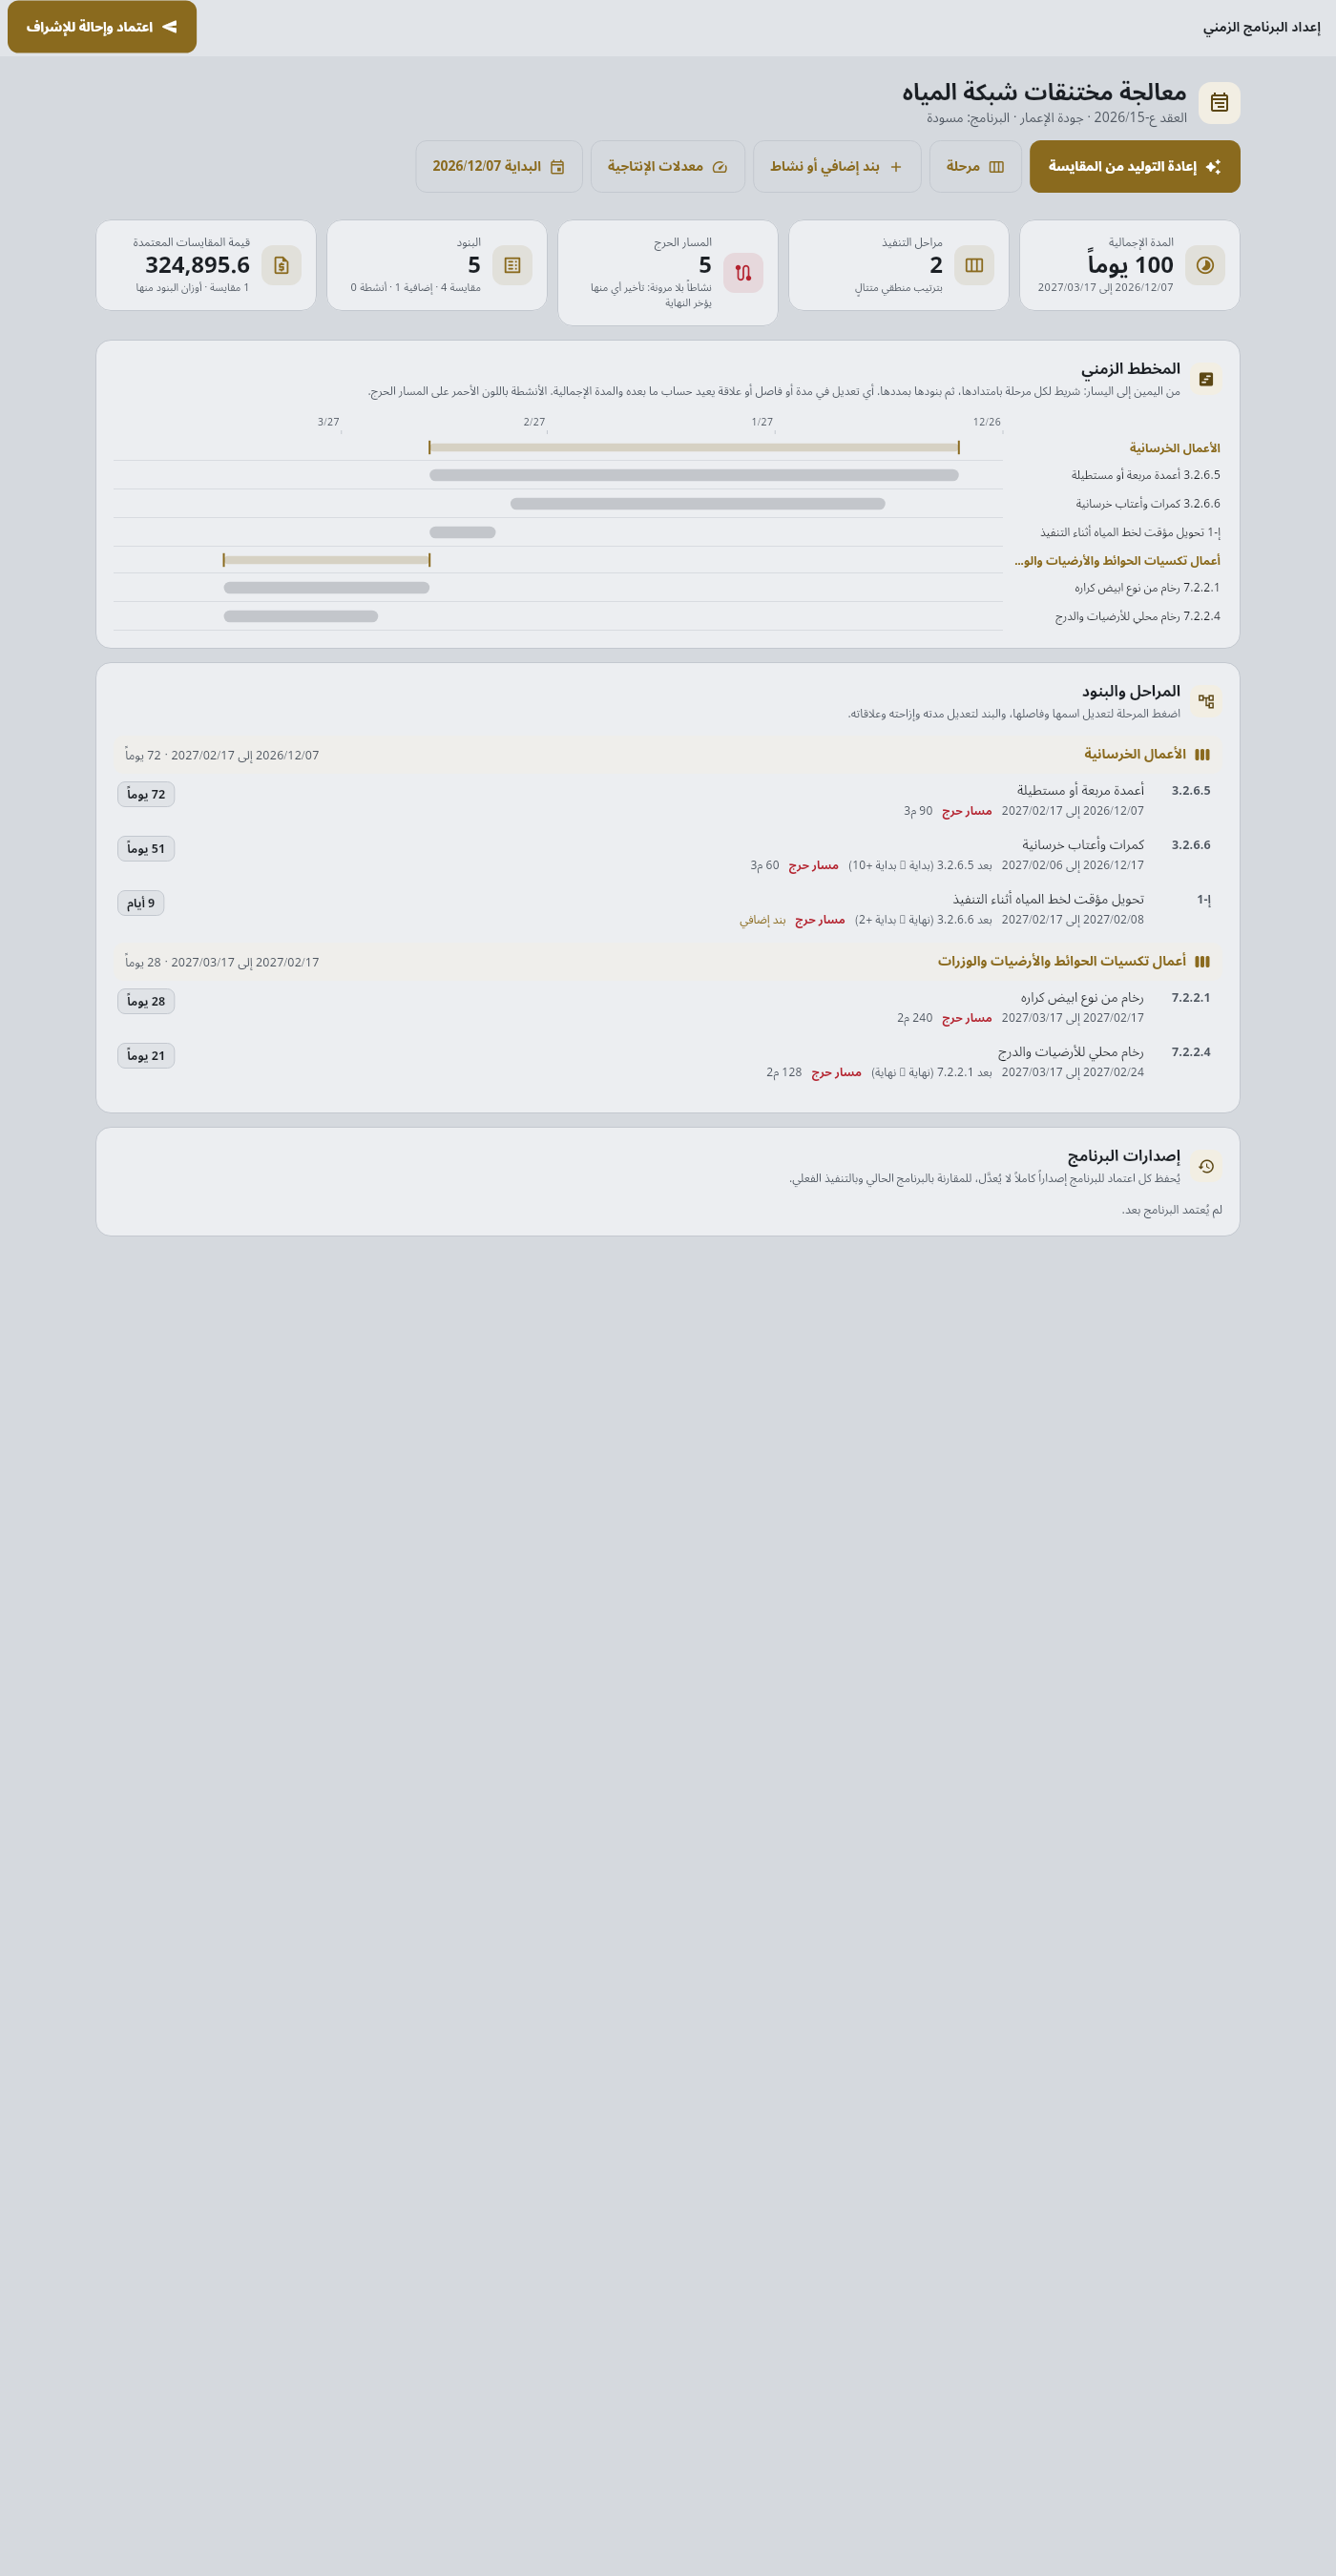 إعداد البرنامج الزمني
اعتماد وإحالة للإشراف
معالجة مختنقات شبكة المياه
العقد ع-2026/15 · جودة الإعمار · البرنامج: مسودة
إعادة التوليد من المقايسة
مرحلة
بند إضافي أو نشاط
معدلات الإنتاجية
البداية 2026/12/07
المدة الإجمالية
100 يوماً
2026/12/07 إلى 2027/03/17
مراحل التنفيذ
2
بترتيب منطقي متتالٍ
المسار الحرج
5
نشاطاً بلا مرونة: تأخير أي منها
يؤخر النهاية
البنود
5
مقايسة 4 · إضافية 1 · أنشطة 0
قيمة المقايسات المعتمدة
324,895.6
1 مقايسة · أوزان البنود منها
المخطط الزمني
من اليمين إلى اليسار: شريط لكل مرحلة بامتدادها، ثم بنودها بمددها. أي تعديل في مدة أو فاصل أو علاقة يعيد حساب ما بعده والمدة الإجمالية. الأنشطة باللون الأحمر على المسار الحرج.
12/26
1/27
2/27
3/27
الأعمال الخرسانية
3.2.6.5 أعمدة مربعة أو مستطيلة
3.2.6.6 كمرات وأعتاب خرسانية
إ-1 تحويل مؤقت لخط المياه أثناء التنفيذ
أعمال تكسيات الحوائط والأرضيات والو...
7.2.2.1 رخام من نوع ابيض كراره
7.2.2.4 رخام محلي للأرضيات والدرج
المراحل والبنود
اضغط المرحلة لتعديل اسمها وفاصلها، والبند لتعديل مدته وإزاحته وعلاقاته.
الأعمال الخرسانية
2026/12/07 إلى 2027/02/17 · 72 يوماً
3.2.6.5
أعمدة مربعة أو مستطيلة
72 يوماً
2026/12/07 إلى 2027/02/17 مسار حرج 90 م3
3.2.6.6
كمرات وأعتاب خرسانية
51 يوماً
2026/12/17 إلى 2027/02/06 بعد 3.2.6.5 (بداية بداية +10) مسار حرج 60 م3
إ-1
تحويل مؤقت لخط المياه أثناء التنفيذ
9 أيام
2027/02/08 إلى 2027/02/17 بعد 3.2.6.6 (نهاية بداية +2) مسار حرج بند إضافي
أعمال تكسيات الحوائط والأرضيات والوزرات
2027/02/17 إلى 2027/03/17 · 28 يوماً
7.2.2.1
رخام من نوع ابيض كراره
28 يوماً
2027/02/17 إلى 2027/03/17 مسار حرج 240 م2
7.2.2.4
رخام محلي للأرضيات والدرج
21 يوماً
2027/02/24 إلى 2027/03/17 بعد 7.2.2.1 (نهاية نهاية) مسار حرج 128 م2
إصدارات البرنامج
يُحفظ كل اعتماد للبرنامج إصداراً كاملاً لا يُعدَّل، للمقارنة بالبرنامج الحالي وبالتنفيذ الفعلي.
لم يُعتمد البرنامج بعد.